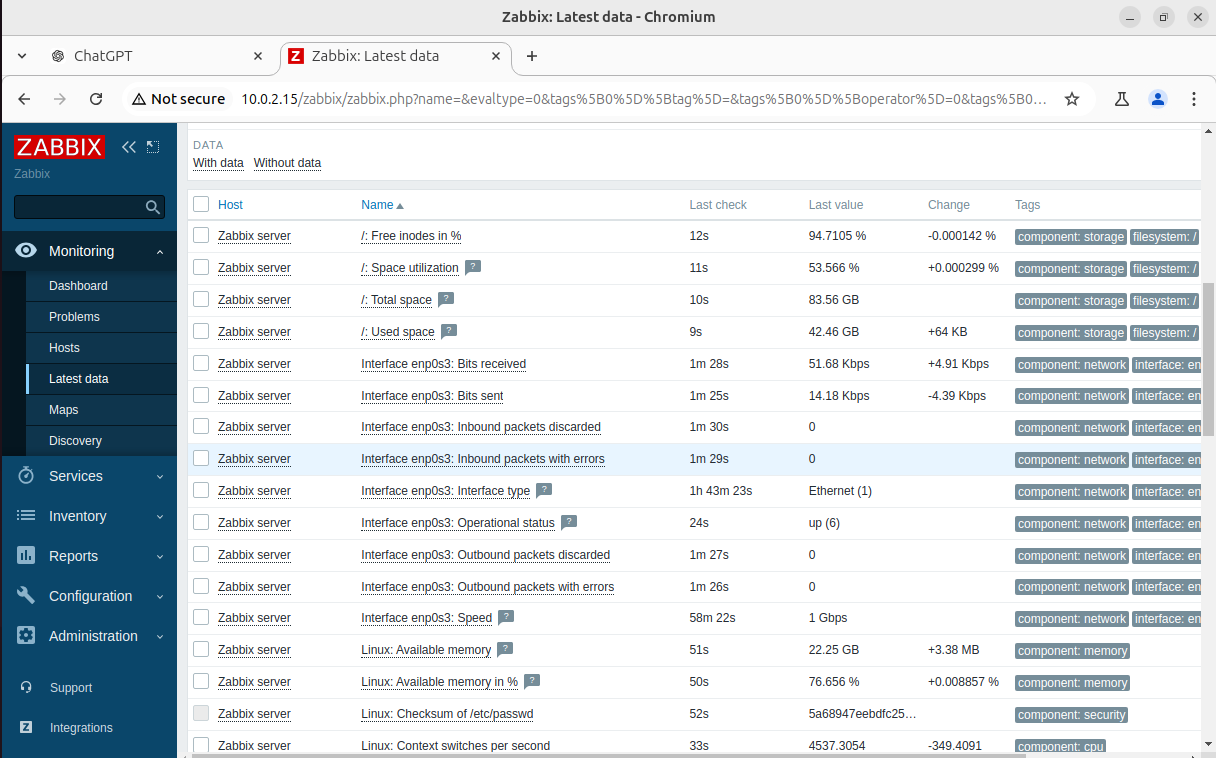 Zabbix: Latest data - Chromium
ChatGPT
Zabbix: Latest data
Not secure 10.0.2.15/zabbix/zabbix.php?name=&evaltype=0&tags%5B0%5D%5Btag%5D=&tags%5B0%5D%5Boperator%5D=0&tags%5B0...
ZABBIX
Zabbix
Monitoring
Dashboard
Problems
Hosts
Latest data
Maps
Discovery
Services
Inventory
Reports
Configuration
Administration
Support
Integrations
DATA
With data Without data
Host Name Last check Last value Change Tags
Zabbix server /: Free inodes in % 12s 94.7105 % -0.000142 % component: storage filesystem: /
Zabbix server /: Space utilization ? 11s 53.566 % +0.000299 % component: storage filesystem: /
Zabbix server /: Total space ? 10s 83.56 GB component: storage filesystem: /
Zabbix server /: Used space ? 9s 42.46 GB +64 KB component: storage filesystem: /
Zabbix server Interface enp0s3: Bits received 1m 28s 51.68 Kbps +4.91 Kbps component: network interface: en
Zabbix server Interface enp0s3: Bits sent 1m 25s 14.18 Kbps -4.39 Kbps component: network interface: en
Zabbix server Interface enp0s3: Inbound packets discarded 1m 30s 0 component: network interface: en
Zabbix server Interface enp0s3: Inbound packets with errors 1m 29s 0 component: network interface: en
Zabbix server Interface enp0s3: Interface type ? 1h 43m 23s Ethernet (1) component: network interface: en
Zabbix server Interface enp0s3: Operational status ? 24s up (6) component: network interface: en
Zabbix server Interface enp0s3: Outbound packets discarded 1m 27s 0 component: network interface: en
Zabbix server Interface enp0s3: Outbound packets with errors 1m 26s 0 component: network interface: en
Zabbix server Interface enp0s3: Speed ? 58m 22s 1 Gbps component: network interface: en
Zabbix server Linux: Available memory ? 51s 22.25 GB +3.38 MB component: memory
Zabbix server Linux: Available memory in % ? 50s 76.656 % +0.008857 % component: memory
Zabbix server Linux: Checksum of /etc/passwd 52s 5a68947eebdfc25... component: security
Zabbix server Linux: Context switches per second 33s 4537.3054 -349.4091 component: cpu